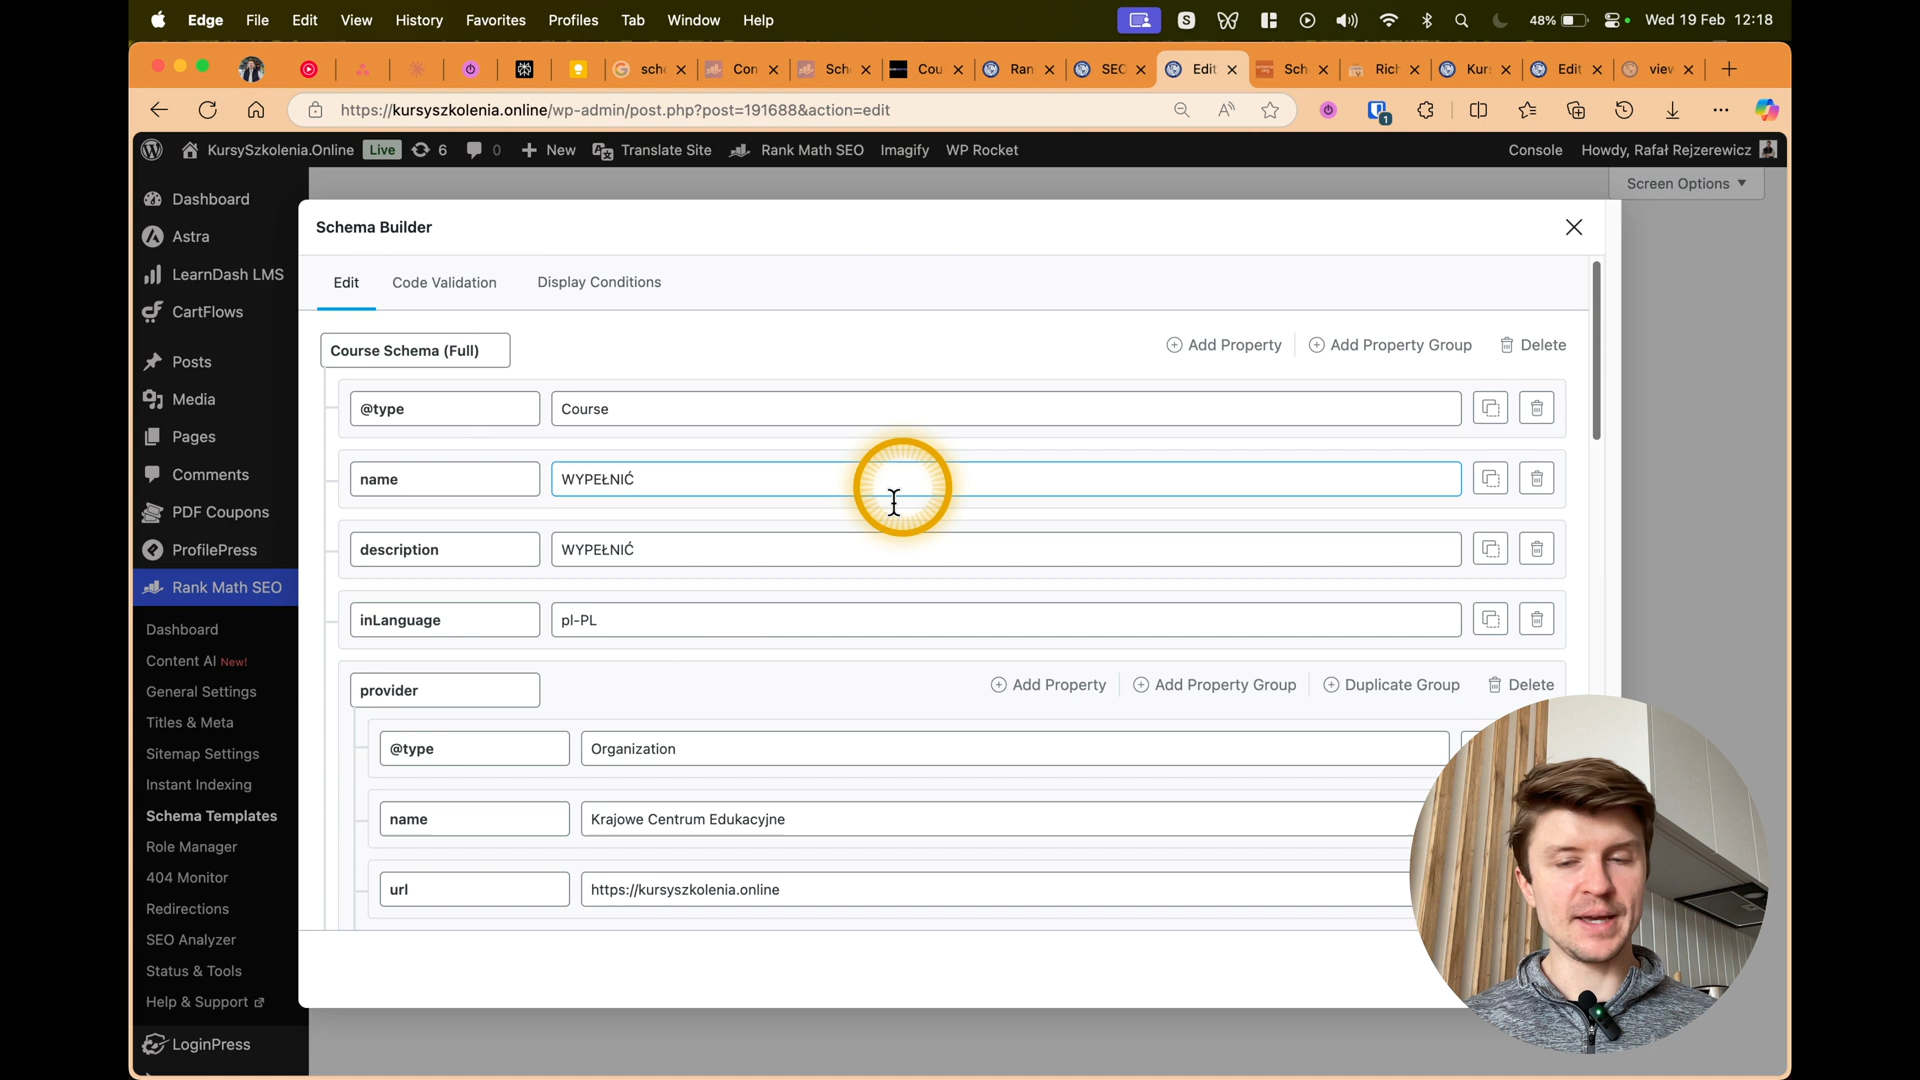 Edge File Edit View History Favorites Profiles Tab Window Help
S
48%
Wed 19 Feb 12:18
sch
Con
Sch
Cou
Ran
SEO
Edit
Sch
Rich
Kur
Edit
view
https://kursyszkolenia.online/wp-admin/post.php?post=191688&action=edit
1
KursySzkolenia.Online Live 6 0 New Translate Site Rank Math SEO Imagify WP Rocket Console Howdy, Rafał Rejzerewicz
Screen Options
Dashboard
Astra
LearnDash LMS
CartFlows
Posts
Media
Pages
Comments
PDF Coupons
ProfilePress
Rank Math SEO
Dashboard
Content AI New!
General Settings
Titles & Meta
Sitemap Settings
Instant Indexing
Schema Templates
Role Manager
404 Monitor
Redirections
SEO Analyzer
Status & Tools
Help & Support
LoginPress
Schema Builder
Edit Code Validation Display Conditions
Course Schema (Full) Add Property Add Property Group Delete
@type Course
name WYPEŁNIĆ
description WYPEŁNIĆ
inLanguage pl-PL
provider Add Property Add Property Group Duplicate Group Delete
@type Organization
name Krajowe Centrum Edukacyjne
url https://kursyszkolenia.online